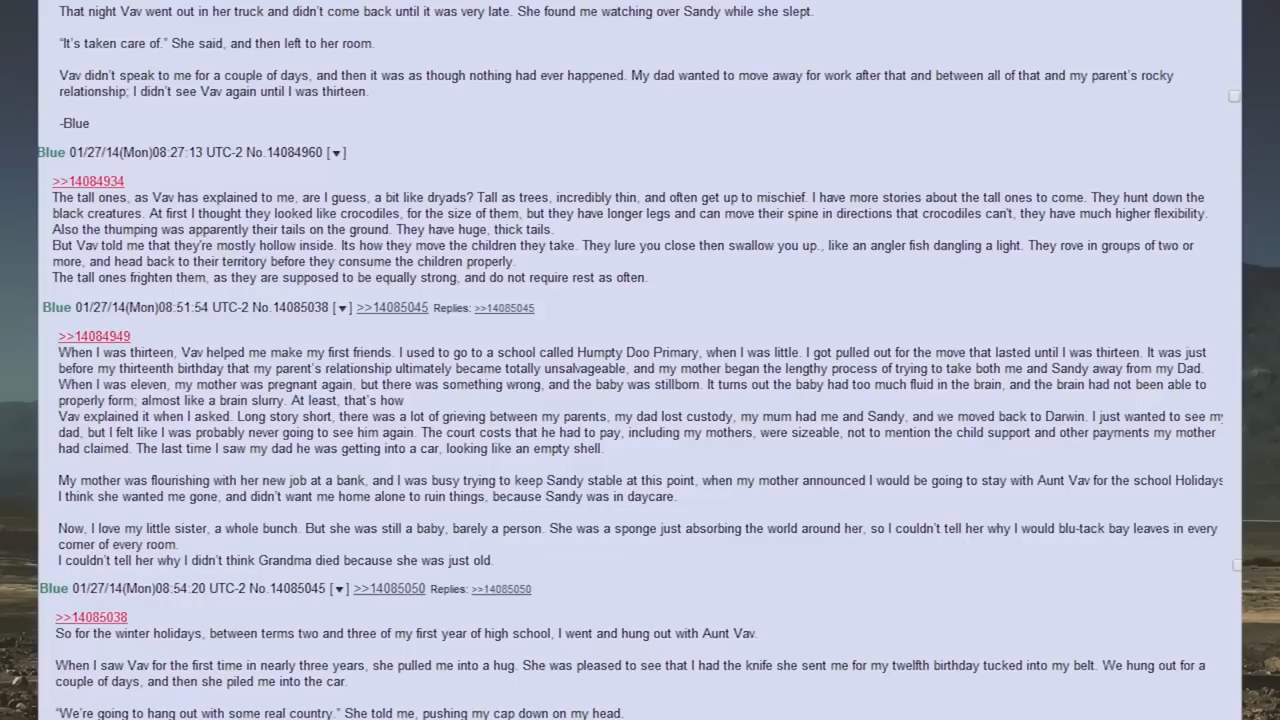 That night Vav went out in her truck and didn't come back until it was very late. She found me watching over Sandy while she slept.
“It's taken care of.” She said, and then left to her room.
Vav didn't speak to me for a couple of days, and then it was as though nothing had ever happened. My dad wanted to move away for work after that and between all of that and my parent's rocky
relationship; I didn't see Vav again until I was thirteen.
-Blue
Blue 01/27/14(Mon)08:27:13 UTC-2 No.14084960 [▼]
>>14084934
The tall ones, as Vav has explained to me, are I guess, a bit like dryads? Tall as trees, incredibly thin, and often get up to mischief. I have more stories about the tall ones to come. They hunt down the
black creatures. At first I thought they looked like crocodiles, for the size of them, but they have longer legs and can move their spine in directions that crocodiles can't, they have much higher flexibility.
Also the thumping was apparently their tails on the ground. They have huge, thick tails.
But Vav told me that they're mostly hollow inside. Its how they move the children they take. They lure you close then swallow you up., like an angler fish dangling a light. They rove in groups of two or
more, and head back to their territory before they consume the children properly.
The tall ones frighten them, as they are supposed to be equally strong, and do not require rest as often.
Blue 01/27/14(Mon)08:51:54 UTC-2 No.14085038 [▼] >>14085045 Replies: >>14085045
>>14084949
When I was thirteen, Vav helped me make my first friends. I used to go to a school called Humpty Doo Primary, when I was little. I got pulled out for the move that lasted until I was thirteen. It was just
before my thirteenth birthday that my parent's relationship ultimately became totally unsalvageable, and my mother began the lengthy process of trying to take both me and Sandy away from my Dad.
When I was eleven, my mother was pregnant again, but there was something wrong, and the baby was stillborn. It turns out the baby had too much fluid in the brain, and the brain had not been able to
properly form; almost like a brain slurry. At least, that's how
Vav explained it when I asked. Long story short, there was a lot of grieving between my parents, my dad lost custody, my mum had me and Sandy, and we moved back to Darwin. I just wanted to see my
dad, but I felt like I was probably never going to see him again. The court costs that he had to pay, including my mothers, were sizeable, not to mention the child support and other payments my mother
had claimed. The last time I saw my dad he was getting into a car, looking like an empty shell.
My mother was flourishing with her new job at a bank, and I was busy trying to keep Sandy stable at this point, when my mother announced I would be going to stay with Aunt Vav for the school Holidays
I think she wanted me gone, and didn't want me home alone to ruin things, because Sandy was in daycare.
Now, I love my little sister, a whole bunch. But she was still a baby, barely a person. She was a sponge just absorbing the world around her, so I couldn't tell her why I would blu-tack bay leaves in every
corner of every room.
I couldn't tell her why I didn't think Grandma died because she was just old.
Blue 01/27/14(Mon)08:54:20 UTC-2 No.14085045 [▼] >>14085050 Replies: >>14085050
>>14085038
So for the winter holidays, between terms two and three of my first year of high school, I went and hung out with Aunt Vav.
When I saw Vav for the first time in nearly three years, she pulled me into a hug. She was pleased to see that I had the knife she sent me for my twelfth birthday tucked into my belt. We hung out for a
couple of days, and then she piled me into the car.
“We're going to hang out with some real country.” She told me, pushing my cap down on my head.